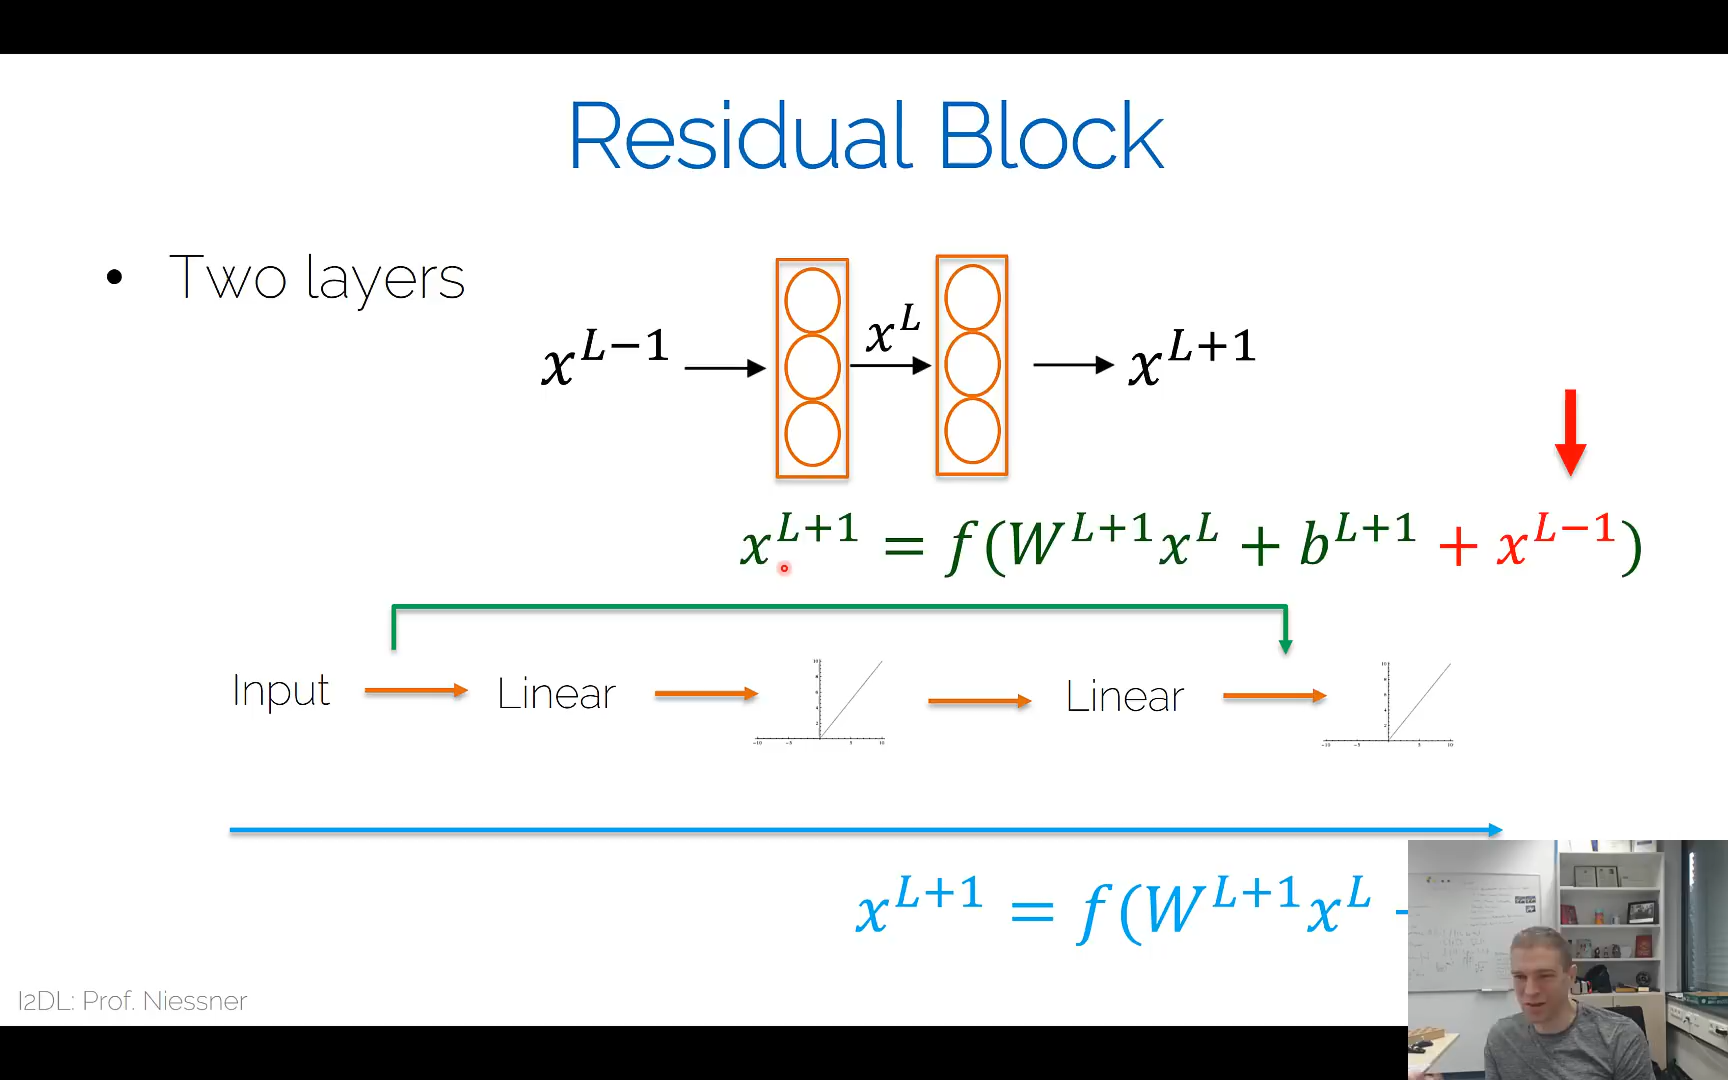 Residual Block
• Two layers
x^{L-1} x^{L} x^{L+1}
x^{L+1} = f(W^{L+1}x^{L} + b^{L+1} + x^{L-1})
Input Linear Linear
x^{L+1} = f(W^{L+1}x^{L}
I2DL: Prof. Niessner